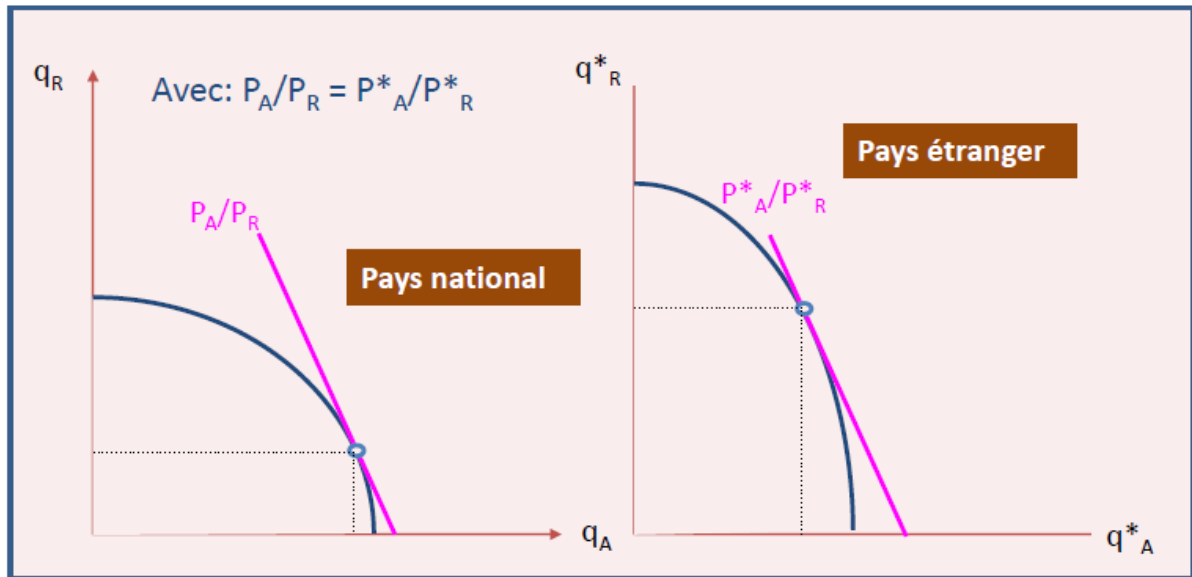 q_R
Avec: P_A/P_R = P*_A/P*_R
P_A/P_R
Pays national
q_A
q*_R
Pays étranger
P*_A/P*_R
q*_A